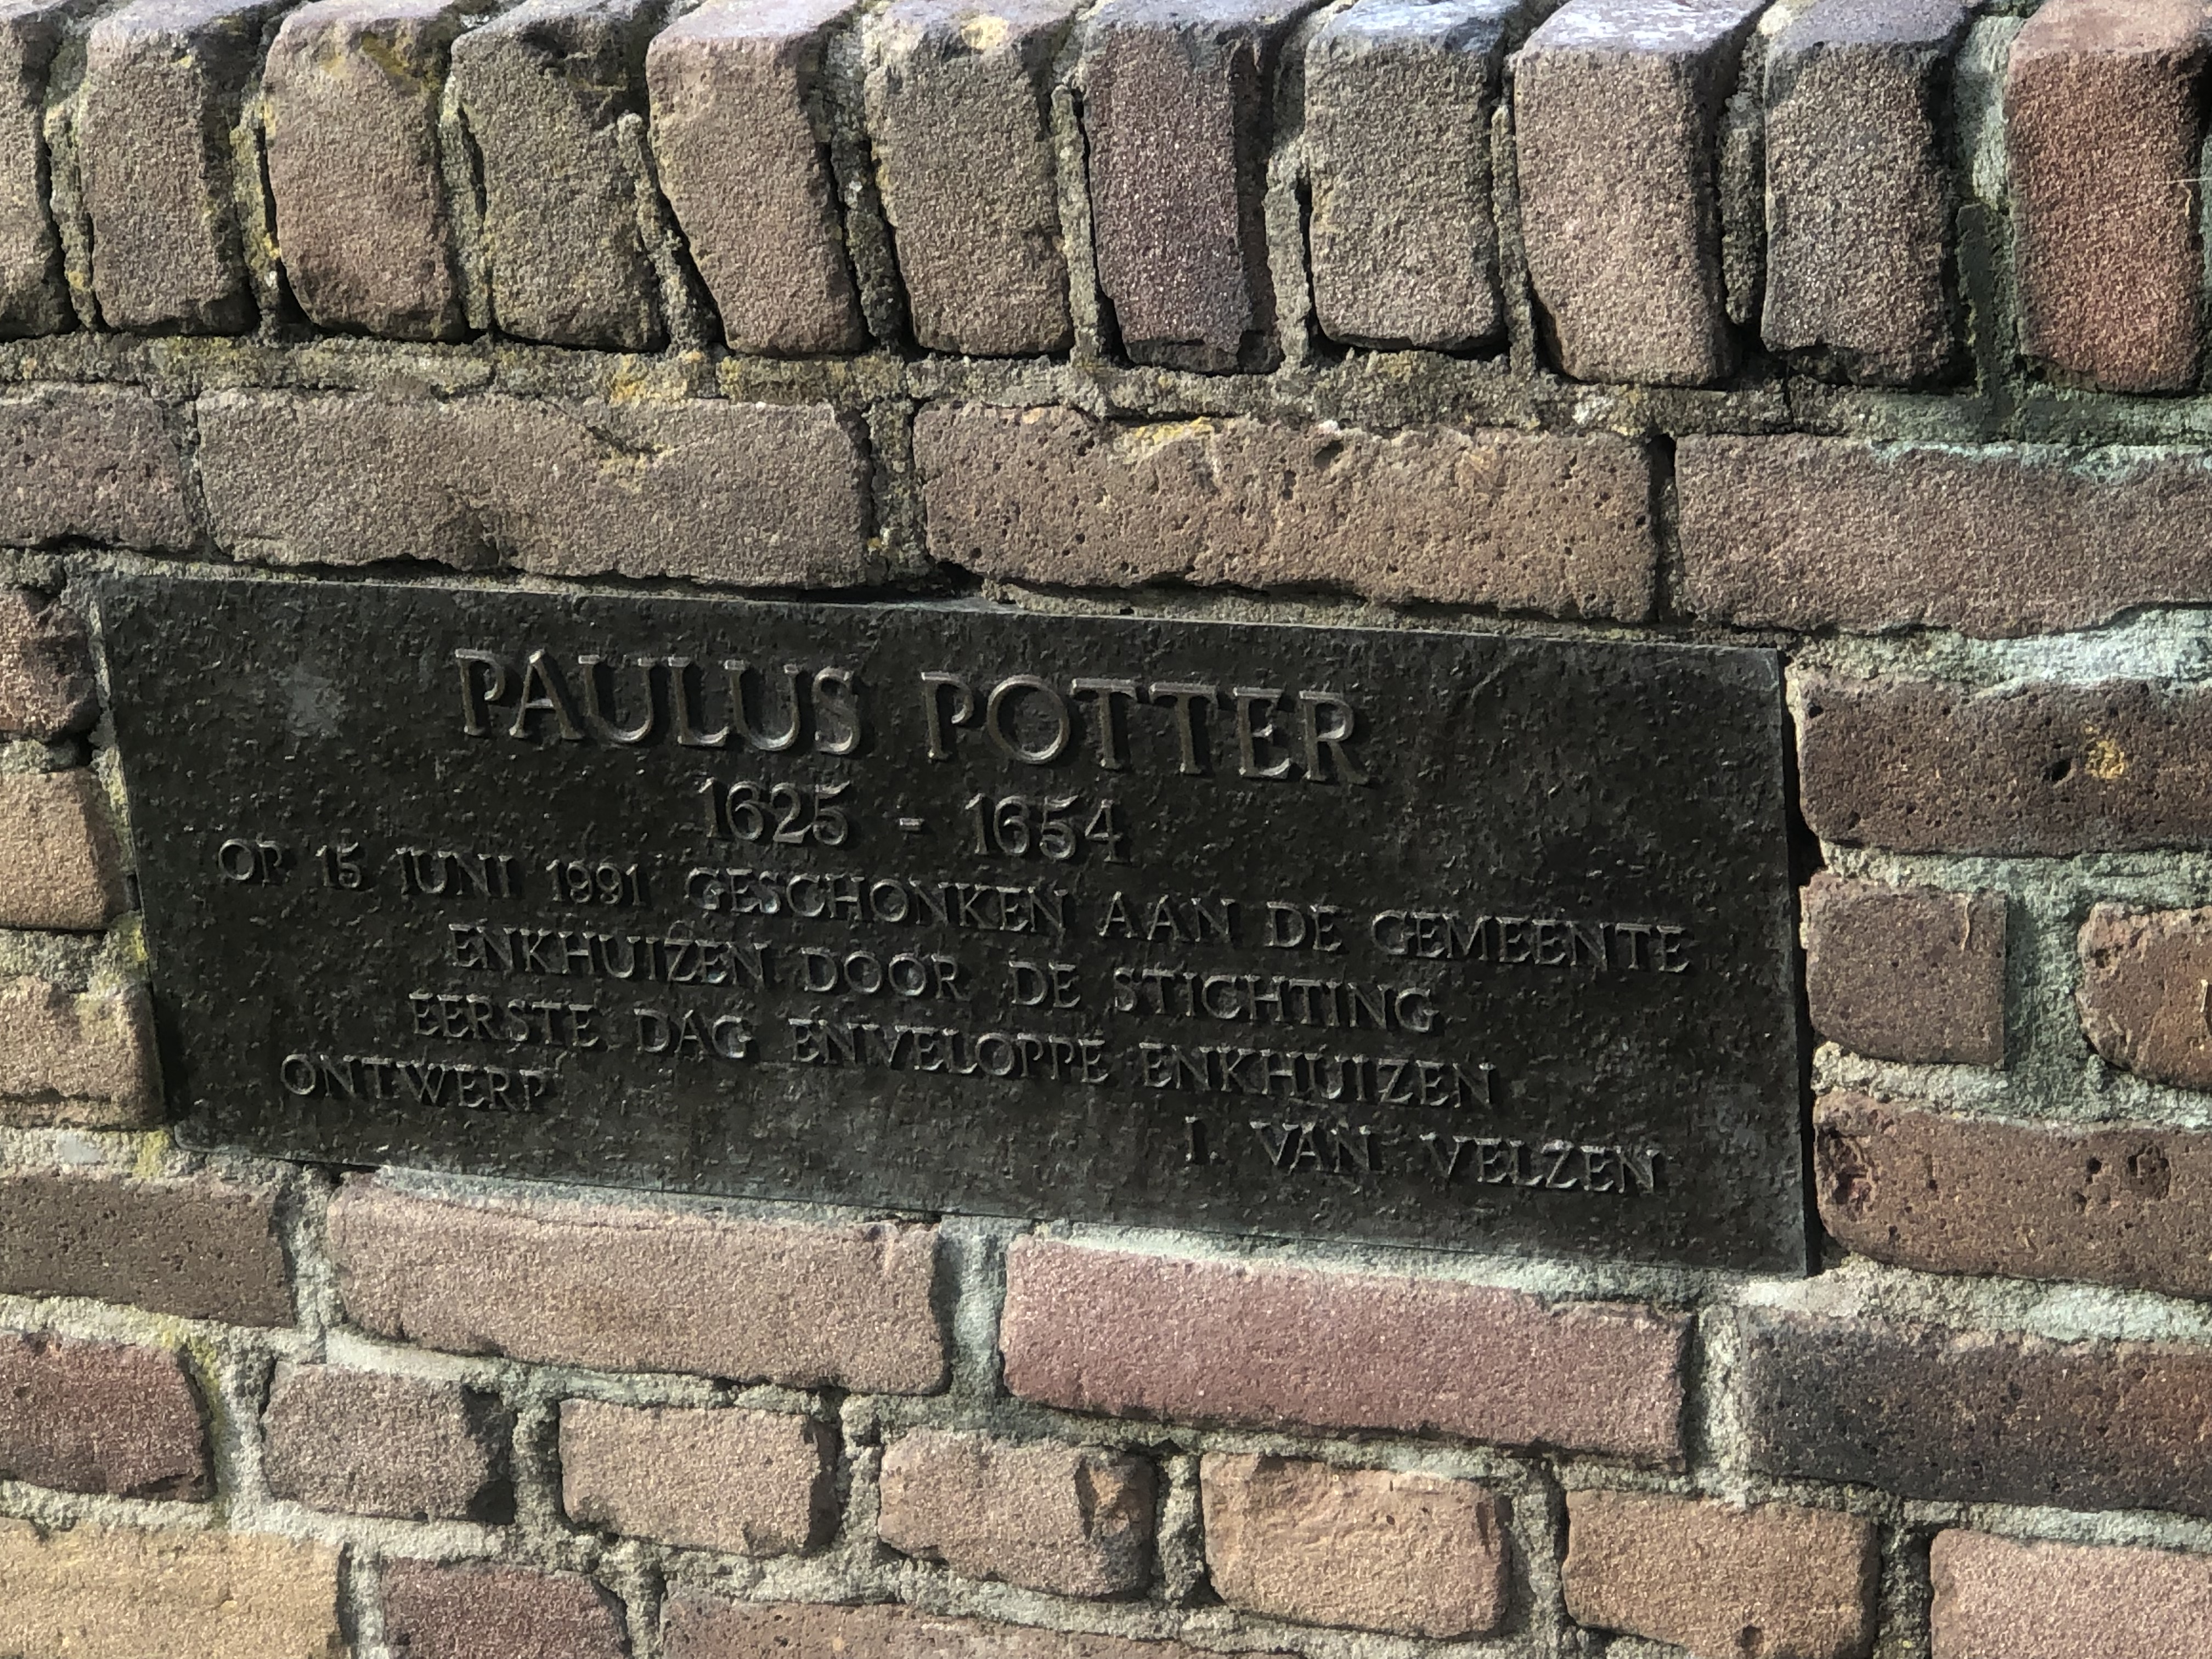 PAULUS POTTER
1625 - 1654
OP 15 JUNI 1991 GESCHONKEN AAN DE GEMEENTE
ENKHUIZEN DOOR DE STICHTING
EERSTE DAG ENVELOPPE ENKHUIZEN
ONTWERP
I. VAN VELZEN